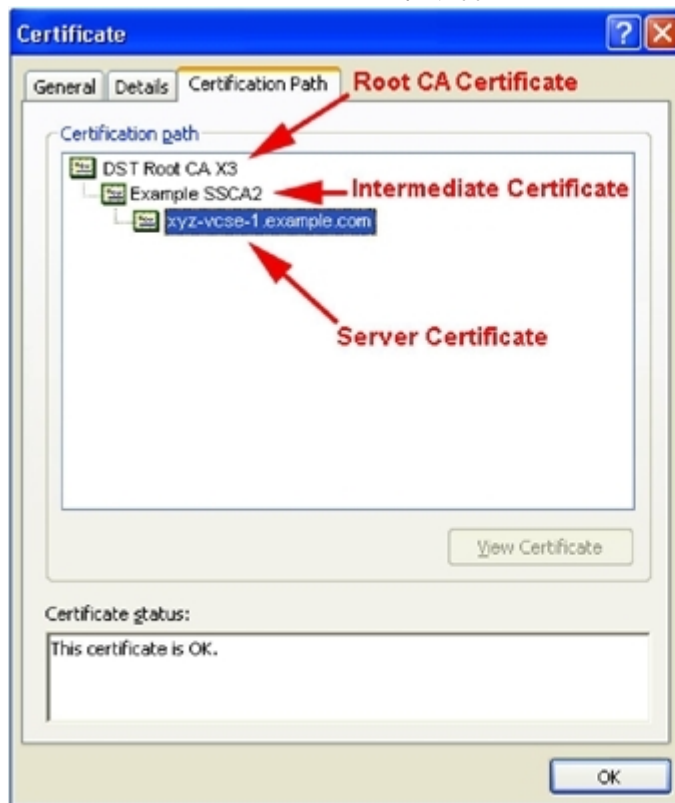 Certificate
General Details Certification Path Root CA Certificate
Certification path
DST Root CA X3
Example SSCA2 Intermediate Certificate
xyz-vcse-1.example.com
Server Certificate
View Certificate
Certificate status:
This certificate is OK.
OK